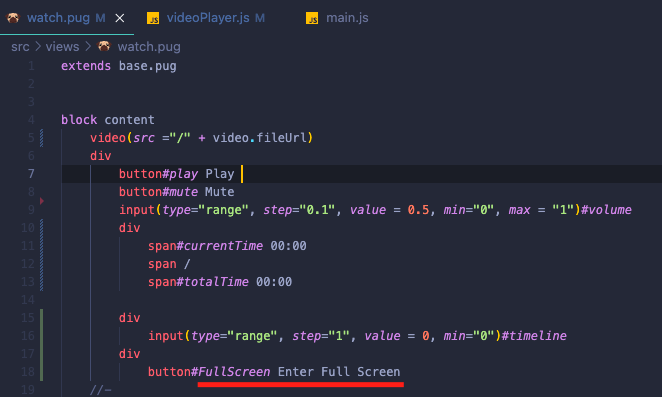 watch.pug M ×
JS videoPlayer.js M
JS main.js
src > views > watch.pug
1 extends base.pug
2
3
4 block content
5 video(src ="/" + video.fileUrl)
6 div
7 button#play Play
8 button#mute Mute
9 input(type="range", step="0.1", value = 0.5, min="0", max = "1")#volume
10 div
11 span#currentTime 00:00
12 span /
13 span#totalTime 00:00
14
15 div
16 input(type="range", step="1", value = 0, min="0")#timeline
17 div
18 button#FullScreen Enter Full Screen
19 //-